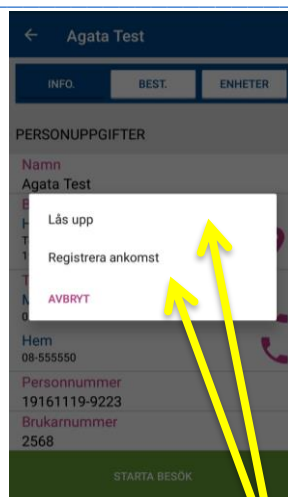 Agata Test
INFO.
BEST.
ENHETER
PERSONUPPGIFTER
Namn
Agata Test
Lås upp
Registrera ankomst
AVBRYT
Hem
08-555550
Personnummer
19161119-9223
Brukarnummer
2568
STARTA BESÖK